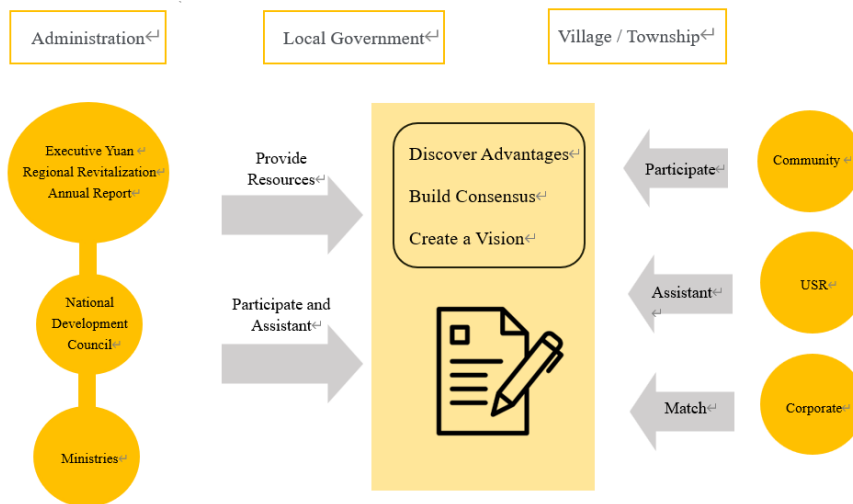 Administration
Local Government
Village / Township
Executive Yuan
Regional Revitalization
Annual Report
National
Development
Council
Ministries
Provide
Resources
Participate and
Assistant
Discover Advantages
Build Consensus
Create a Vision
Participate
Assistant
Match
Community
USR
Corporate